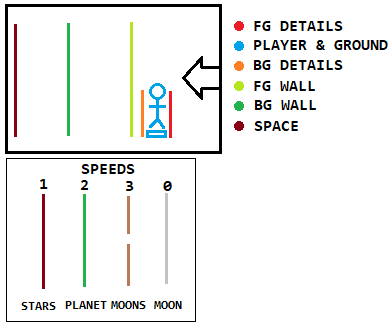 FG DETAILS
PLAYER & GROUND
BG DETAILS
FG WALL
BG WALL
SPACE
SPEEDS
1 2 3 0
STARS PLANET MOONS MOON